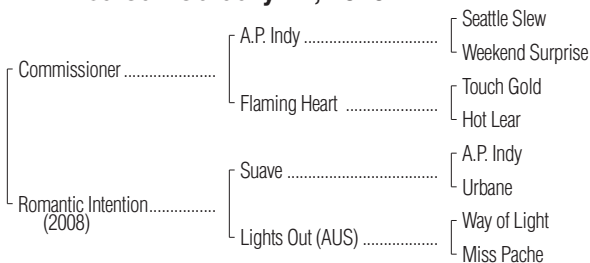 Seattle Slew
A.P. Indy ..................................
Weekend Surprise
Commissioner .......................
Touch Gold
Flaming Heart .......................
Hot Lear
A.P. Indy
Suave ......................................
Urbane
Romantic Intention.................
(2008)
Way of Light
Lights Out (AUS) ...................
Miss Pache